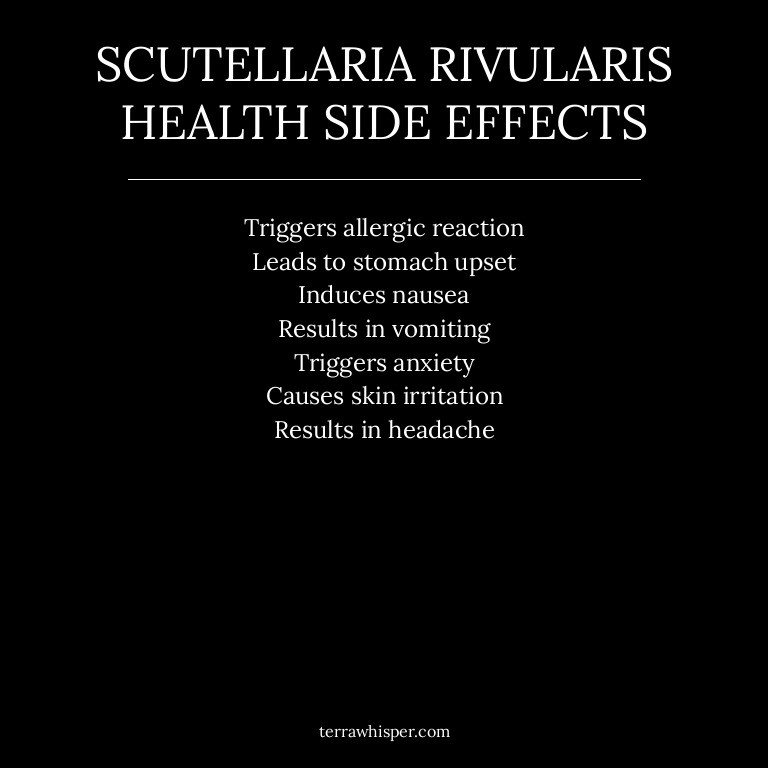 SCUTELLARIA RIVULARIS
HEALTH SIDE EFFECTS
Triggers allergic reaction
Leads to stomach upset
Induces nausea
Results in vomiting
Triggers anxiety
Causes skin irritation
Results in headache
terrawhisper.com